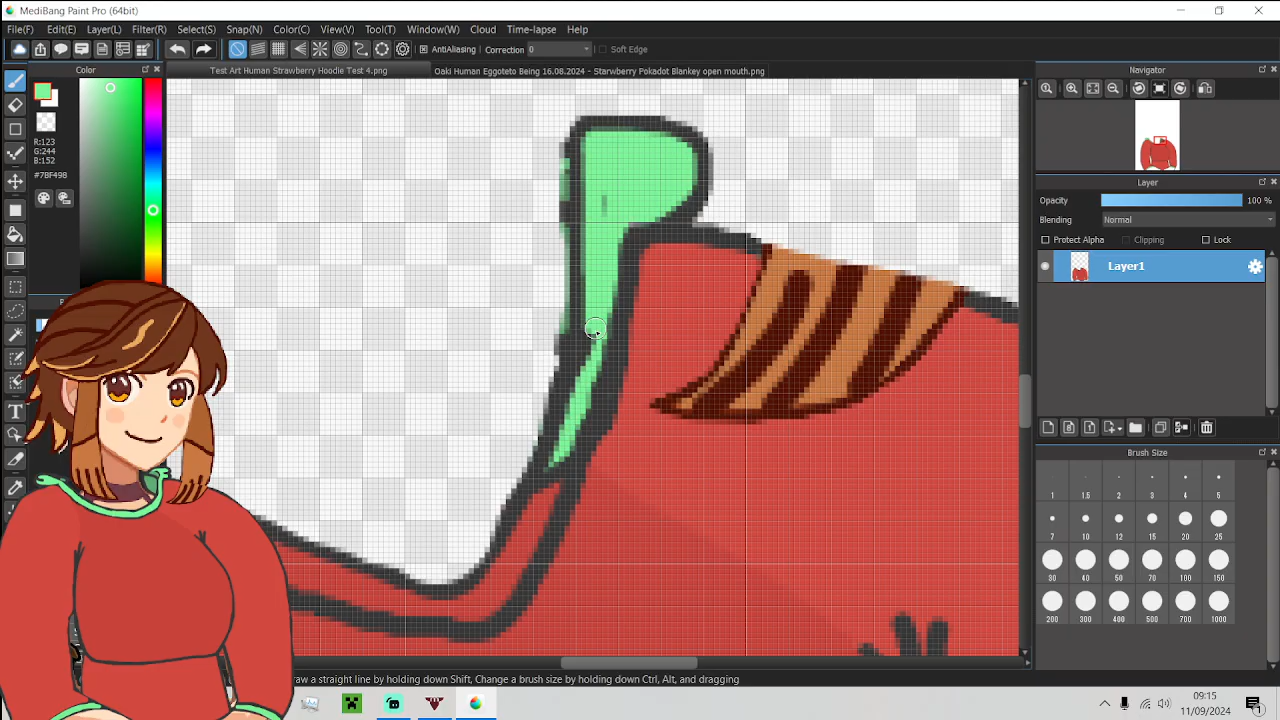 MediBang Paint Pro (64bit)
File(F) Edit(E) Layer(L) Filter(R) Select(S) Snap(N) Color(C) View(V) Tool(T) Window(W) Cloud Time-lapse Help
AntiAliasing Correction 0 Soft Edge
Color
Test Art Human Strawberry Hoodie Test 4.png
Oaki Human Eggoteto Being 16.08.2024 - Starwberry Pokadot Blankey open mouth.png
Navigator
R:123
G:244
B:152
#7BF498
Layer
Opacity 100 %
Blending Normal
Protect Alpha Clipping Lock
Layer1
Brush Size
1 1.5 2 3 4 5
7 10 12 15 20 25
30 40 50 70 100 150
200 300 400 500 700 1000
raw a straight line by holding down Shift, Change a brush size by holding down Ctrl, Alt, and dragging
09:15
11/09/2024
1